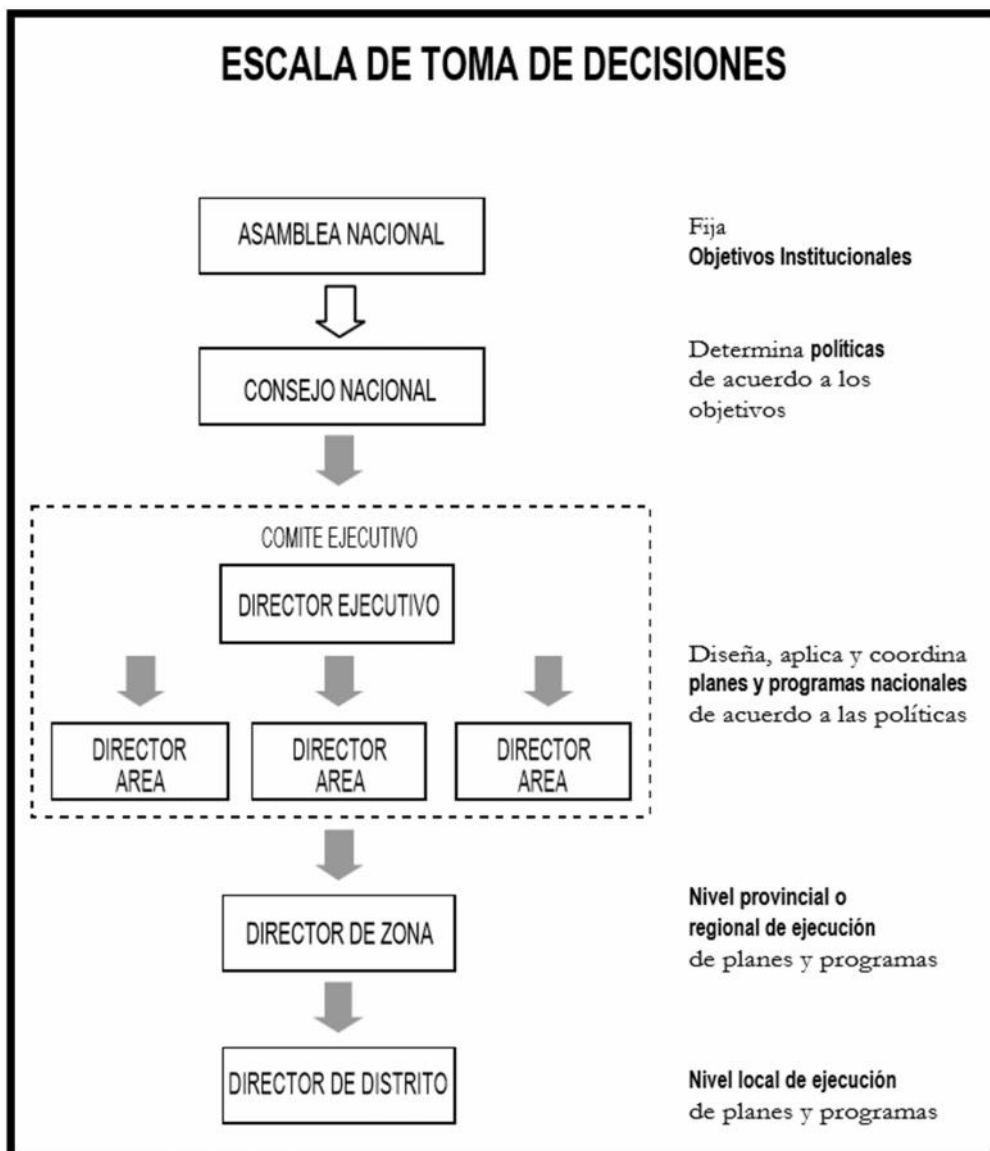 ESCALA DE TOMA DE DECISIONES
ASAMBLEA NACIONAL
Fija
Objetivos Institucionales
CONSEJO NACIONAL
Determina políticas
de acuerdo a los
objetivos
COMITE EJECUTIVO
DIRECTOR EJECUTIVO
DIRECTOR
AREA
DIRECTOR
AREA
DIRECTOR
AREA
Diseña, aplica y coordina
planes y programas nacionales
de acuerdo a las políticas
DIRECTOR DE ZONA
Nivel provincial o
regional de ejecución
de planes y programas
DIRECTOR DE DISTRITO
Nivel local de ejecución
de planes y programas